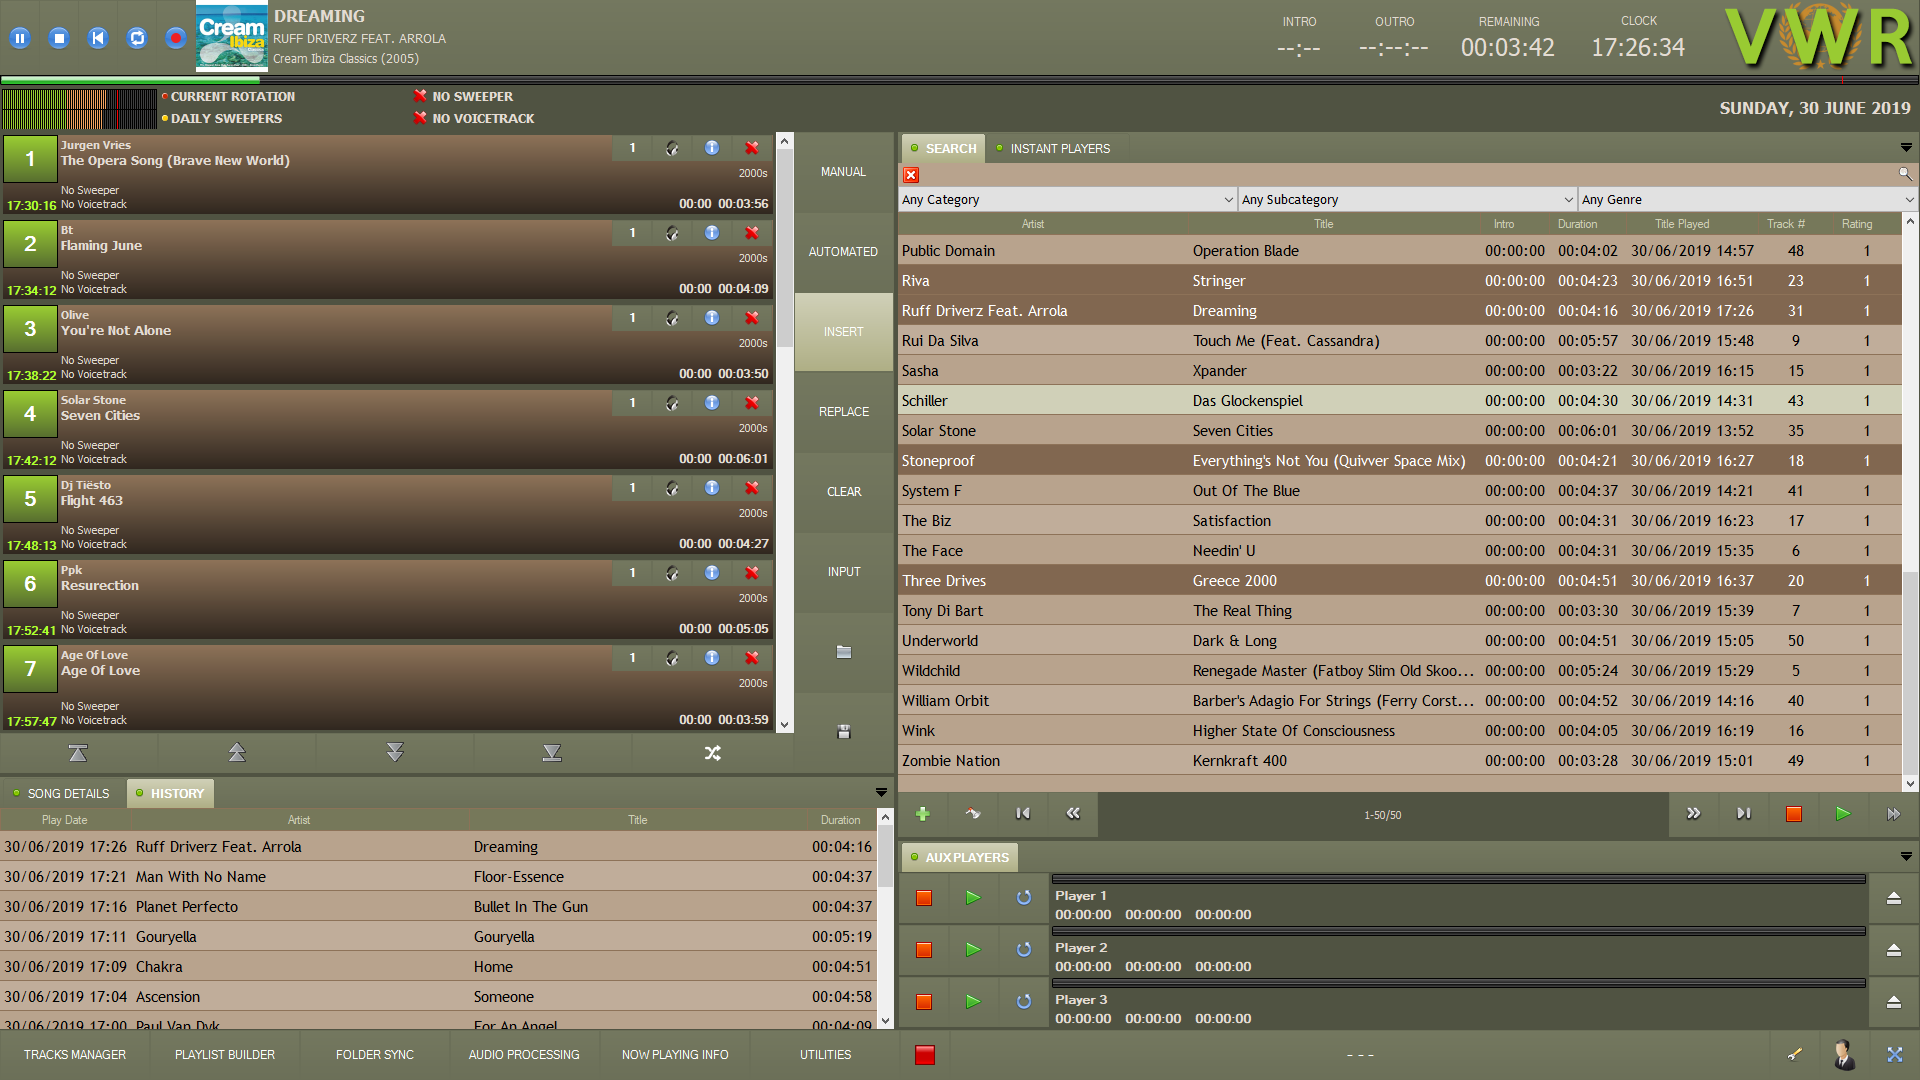 Cream
Ibiza
DREAMING
RUFF DRIVERZ FEAT. ARROLA
Cream Ibiza Classics (2005)
INTRO OUTRO REMAINING CLOCK
--:-- --:--:-- 00:03:42 17:26:34
VWR
CURRENT ROTATION NO SWEEPER
DAILY SWEEPERS NO VOICETRACK
SUNDAY, 30 JUNE 2019
1 Jurgen Vries 1
The Opera Song (Brave New World)
2000s
No Sweeper
17:30:16 No Voicetrack 00:00 00:03:56
2 Bt 1
Flaming June
2000s
No Sweeper
17:34:12 No Voicetrack 00:00 00:04:09
3 Olive 1
You're Not Alone
2000s
No Sweeper
17:38:22 No Voicetrack 00:00 00:03:50
4 Solar Stone 1
Seven Cities
2000s
No Sweeper
17:42:12 No Voicetrack 00:00 00:06:01
5 Dj Tiësto 1
Flight 463
2000s
No Sweeper
17:48:13 No Voicetrack 00:00 00:04:27
6 Ppk 1
Resurection
2000s
No Sweeper
17:52:41 No Voicetrack 00:00 00:05:05
7 Age Of Love 1
Age Of Love
2000s
No Sweeper
17:57:47 No Voicetrack 00:00 00:03:59
MANUAL
AUTOMATED
INSERT
REPLACE
CLEAR
INPUT
SEARCH INSTANT PLAYERS
Any Category Any Subcategory Any Genre
Artist Title Intro Duration Title Played Track # Rating
Public Domain Operation Blade 00:00:00 00:04:02 30/06/2019 14:57 48 1
Riva Stringer 00:00:00 00:04:23 30/06/2019 16:51 23 1
Ruff Driverz Feat. Arrola Dreaming 00:00:00 00:04:16 30/06/2019 17:26 31 1
Rui Da Silva Touch Me (Feat. Cassandra) 00:00:00 00:05:57 30/06/2019 15:48 9 1
Sasha Xpander 00:00:00 00:03:22 30/06/2019 16:15 15 1
Schiller Das Glockenspiel 00:00:00 00:04:30 30/06/2019 14:31 43 1
Solar Stone Seven Cities 00:00:00 00:06:01 30/06/2019 13:52 35 1
Stoneproof Everything's Not You (Quivver Space Mix) 00:00:00 00:04:21 30/06/2019 16:27 18 1
System F Out Of The Blue 00:00:00 00:04:37 30/06/2019 14:21 41 1
The Biz Satisfaction 00:00:00 00:04:31 30/06/2019 16:23 17 1
The Face Needin' U 00:00:00 00:04:31 30/06/2019 15:35 6 1
Three Drives Greece 2000 00:00:00 00:04:51 30/06/2019 16:37 20 1
Tony Di Bart The Real Thing 00:00:00 00:03:30 30/06/2019 15:39 7 1
Underworld Dark & Long 00:00:00 00:04:51 30/06/2019 15:05 50 1
Wildchild Renegade Master (Fatboy Slim Old Skoo... 00:00:00 00:05:24 30/06/2019 15:29 5 1
William Orbit Barber's Adagio For Strings (Ferry Corst... 00:00:00 00:04:52 30/06/2019 14:16 40 1
Wink Higher State Of Consciousness 00:00:00 00:04:05 30/06/2019 16:19 16 1
Zombie Nation Kernkraft 400 00:00:00 00:03:28 30/06/2019 15:01 49 1
1-50/50
SONG DETAILS HISTORY
Play Date Artist Title Duration
30/06/2019 17:26 Ruff Driverz Feat. Arrola Dreaming 00:04:16
30/06/2019 17:21 Man With No Name Floor-Essence 00:04:37
30/06/2019 17:16 Planet Perfecto Bullet In The Gun 00:04:37
30/06/2019 17:11 Gouryella Gouryella 00:05:19
30/06/2019 17:09 Chakra Home 00:04:51
30/06/2019 17:04 Ascension Someone 00:04:58
30/06/2019 17:00 Paul Van Dyk For An Angel 00:04:09
AUX PLAYERS
Player 1
00:00:00 00:00:00 00:00:00
Player 2
00:00:00 00:00:00 00:00:00
Player 3
00:00:00 00:00:00 00:00:00
TRACKS MANAGER PLAYLIST BUILDER FOLDER SYNC AUDIO PROCESSING NOW PLAYING INFO UTILITIES
- - -